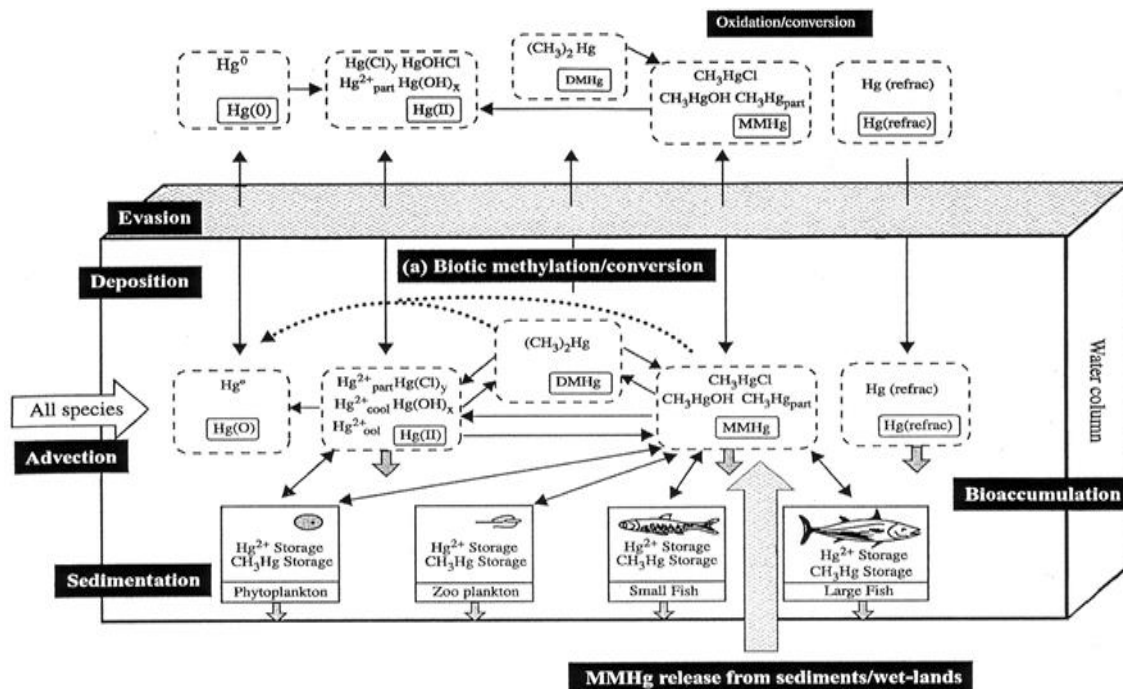 Oxidation/conversion
Hg⁰
Hg(0)
Hg(Cl)y HgOHCl
Hg²⁺part Hg(OH)x
Hg(II)
(CH₃)₂ Hg
DMHg
CH₃HgCl
CH₃HgOH CH₃Hgpart
MMHg
Hg (refrac)
Hg(refrac)
Evasion
Deposition
(a) Biotic methylation/conversion
Water column
All species
Advection
Hgº
Hg(O)
Hg²⁺partHg(Cl)y
Hg²⁺cool Hg(OH)x
Hg²⁺ool
Hg(II)
(CH₃)₂Hg
DMHg
CH₃HgCl
CH₃HgOH CH₃Hgpart
MMHg
Hg (refrac)
Hg(refrac)
Bioaccumulation
Sedimentation
Hg²⁺ Storage
CH₃Hg Storage
Phytoplankton
Hg²⁺ Storage
CH₃Hg Storage
Zoo plankton
Hg²⁺ Storage
CH₃Hg Storage
Small Fish
Hg²⁺ Storage
CH₃Hg Storage
Large Fish
MMHg release from sediments/wet-lands